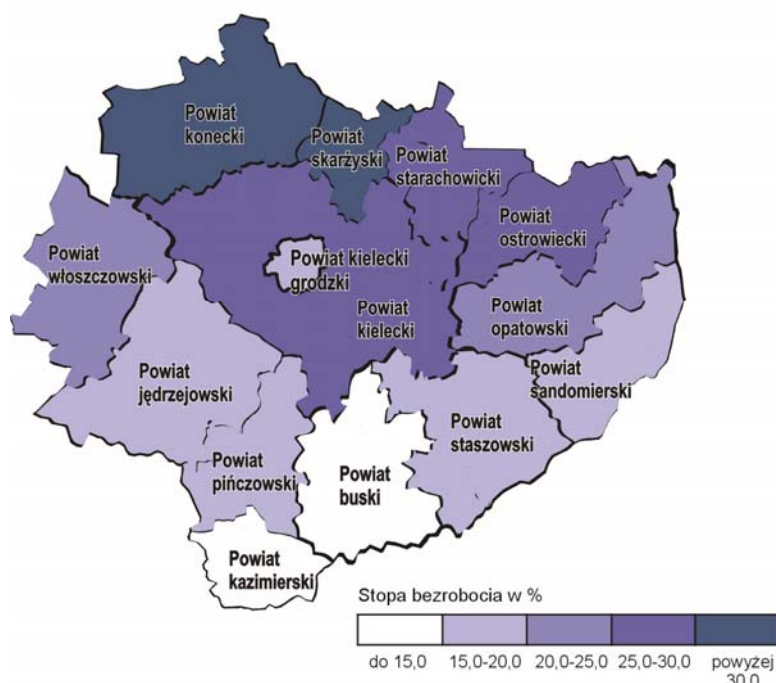 Powiat
konecki
Powiat
skarżyski
Powiat
starachowicki
Powiat
ostrowiecki
Powiat
włoszczowski
Powiat kielecki
grodzki
Powiat
kielecki
Powiat
opatowski
Powiat
jędrzejowski
Powiat
sandomierski
Powiat
staszowski
Powiat
pińczowski
Powiat
buski
Powiat
kazimierski
Stopa bezrobocia w %
do 15,0 15,0-20,0 20,0-25,0 25,0-30,0 powyżej
30,0